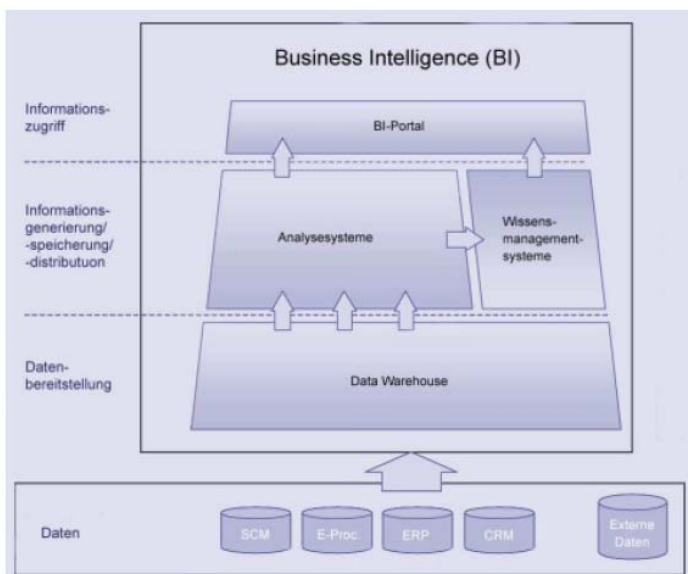 Business Intelligence (BI)
Informations-
zugriff
BI-Portal
Informations-
generierung/
-speicherung/
-distributuon
Analysesysteme
Wissens-
management-
systeme
Daten-
bereitstellung
Data Warehouse
Daten
SCM
E-Proc.
ERP
CRM
Externe
Daten